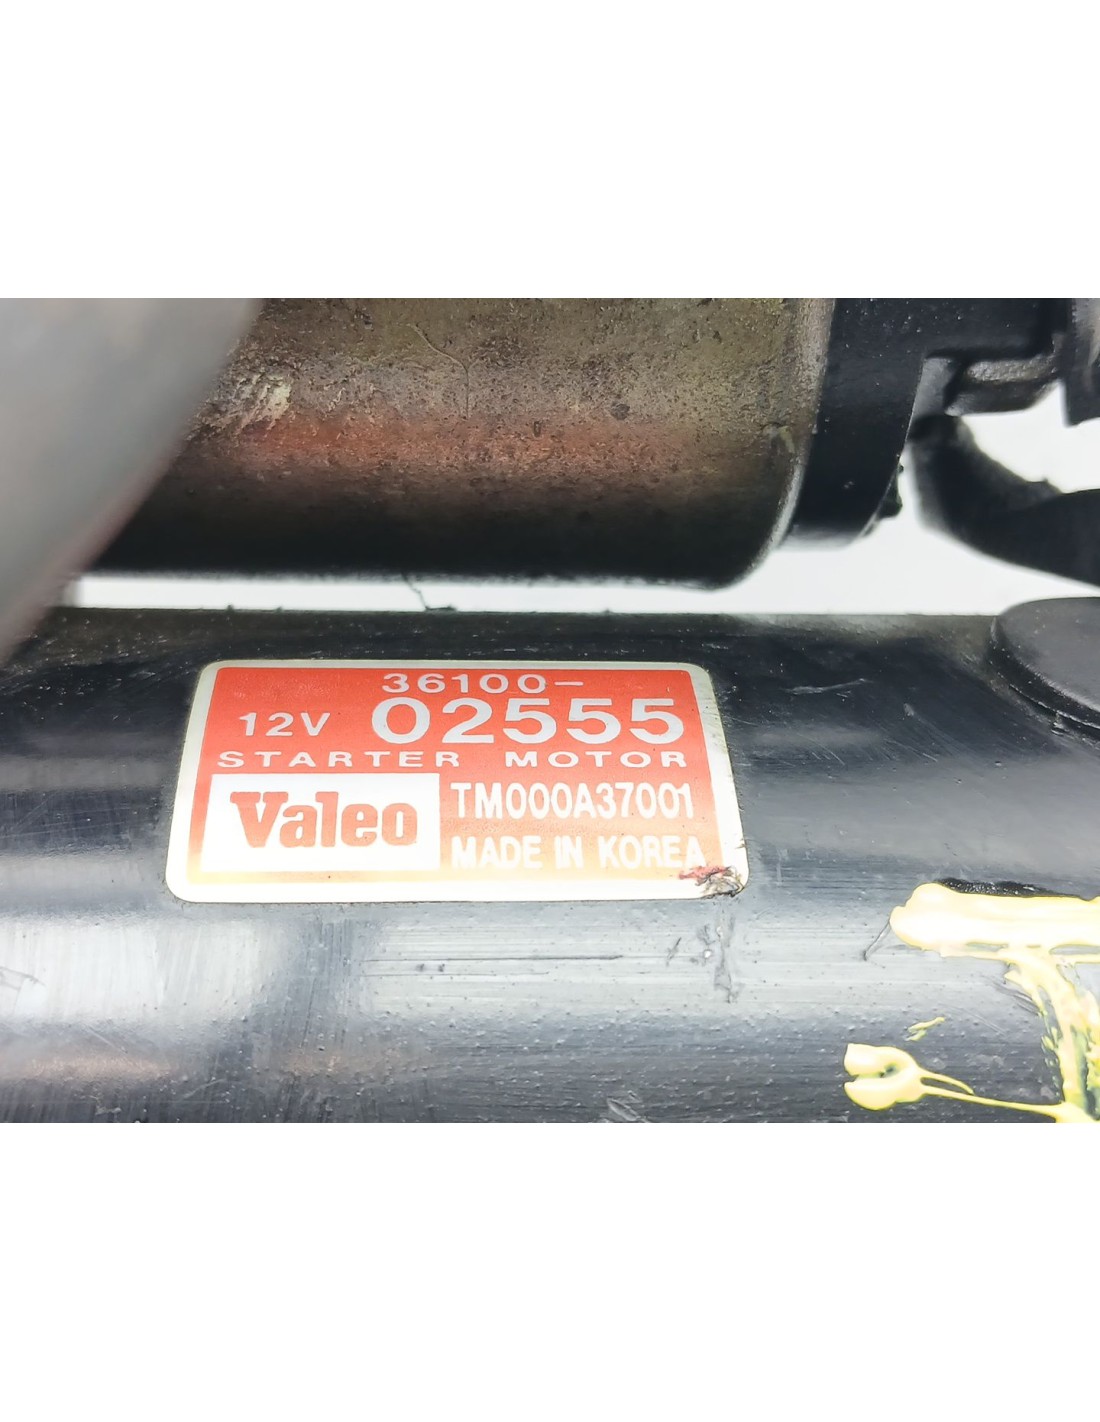 36100-
12V 02555
STARTER MOTOR
Valeo TM000A37001
MADE IN KOREA